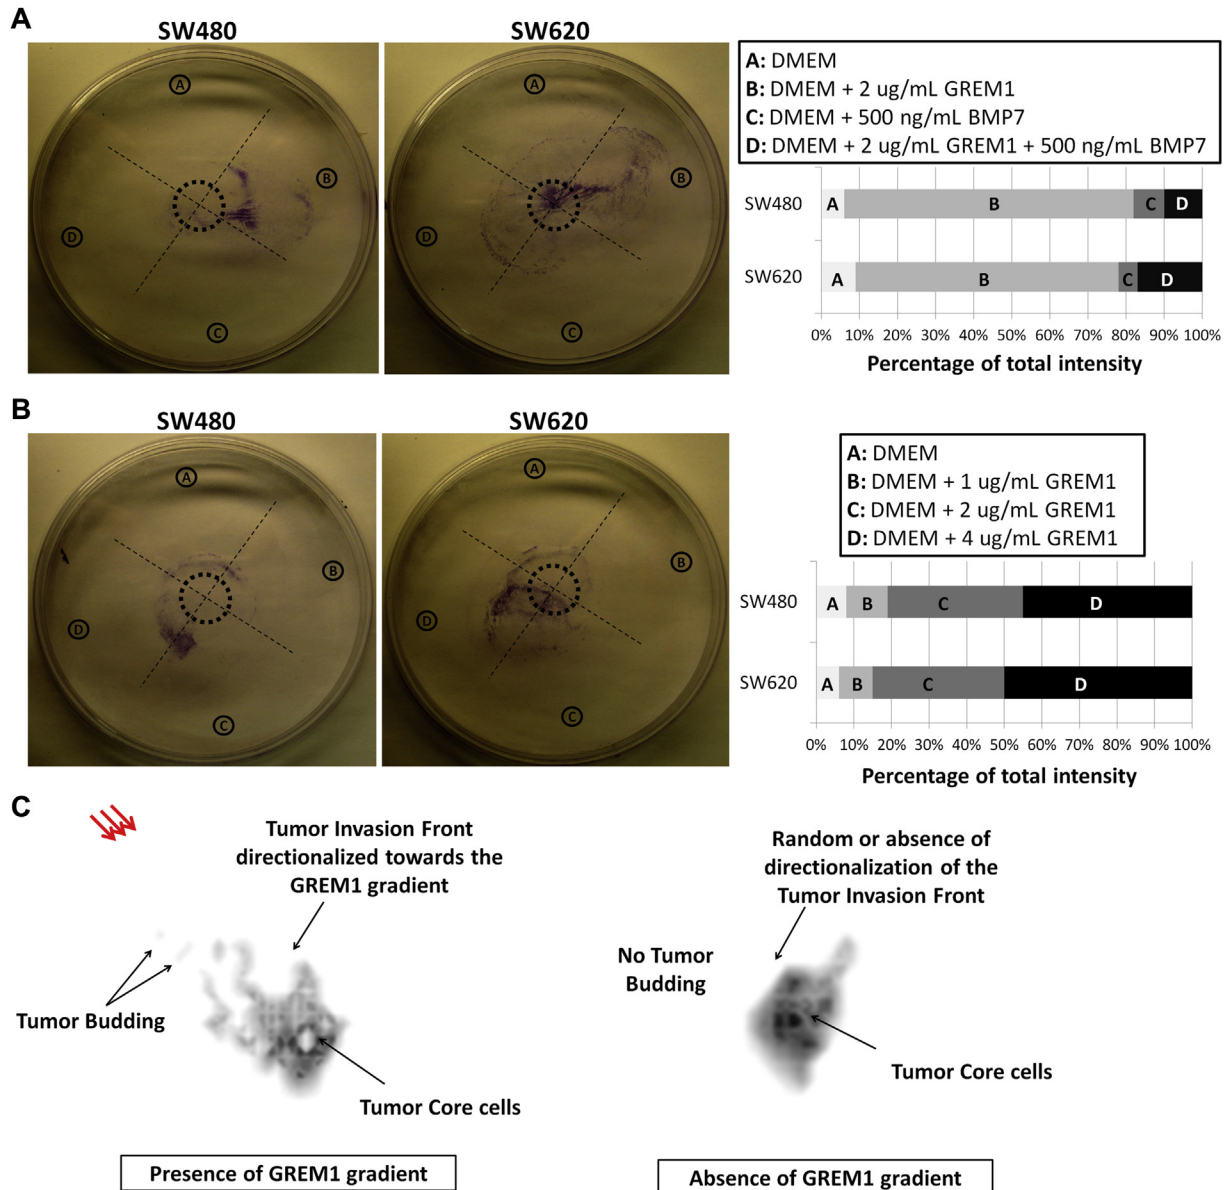 A
SW480
SW620
A
B
C
D
A
B
C
D
A: DMEM
B: DMEM + 2 ug/mL GREM1
C: DMEM + 500 ng/mL BMP7
D: DMEM + 2 ug/mL GREM1 + 500 ng/mL BMP7
SW480
A B C D
SW620
A B C D
0% 10% 20% 30% 40% 50% 60% 70% 80% 90% 100%
Percentage of total intensity
B
SW480
SW620
A
B
C
D
A
B
C
D
A: DMEM
B: DMEM + 1 ug/mL GREM1
C: DMEM + 2 ug/mL GREM1
D: DMEM + 4 ug/mL GREM1
SW480
A B C D
SW620
A B C D
0% 10% 20% 30% 40% 50% 60% 70% 80% 90% 100%
Percentage of total intensity
C
Tumor Invasion Front
directionalized towards the
GREM1 gradient
Tumor Budding
Tumor Core cells
Presence of GREM1 gradient
Random or absence of
directionalization of the
Tumor Invasion Front
No Tumor
Budding
Tumor Core cells
Absence of GREM1 gradient